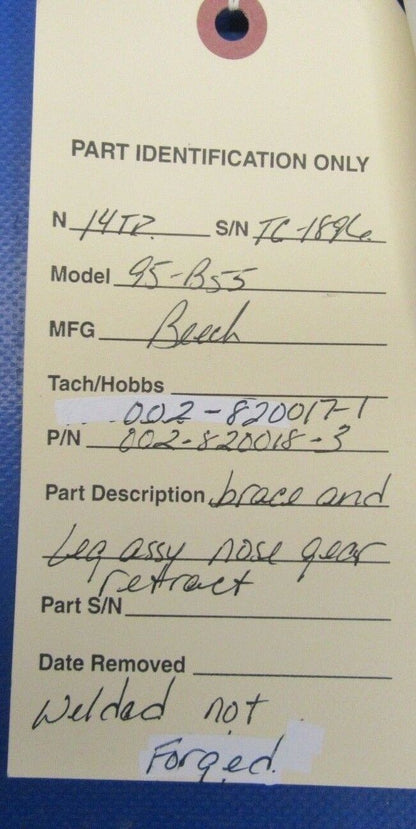 PART IDENTIFICATION ONLY
N 14TP. S/N TC-1896
Model 95-B55
MFG Beech
Tach/Hobbs
002-820017-1
P/N 002-820018-3
Part Description brace and
Leg assy nose gear
retract
Part S/N
Date Removed
Welded not
Forged.